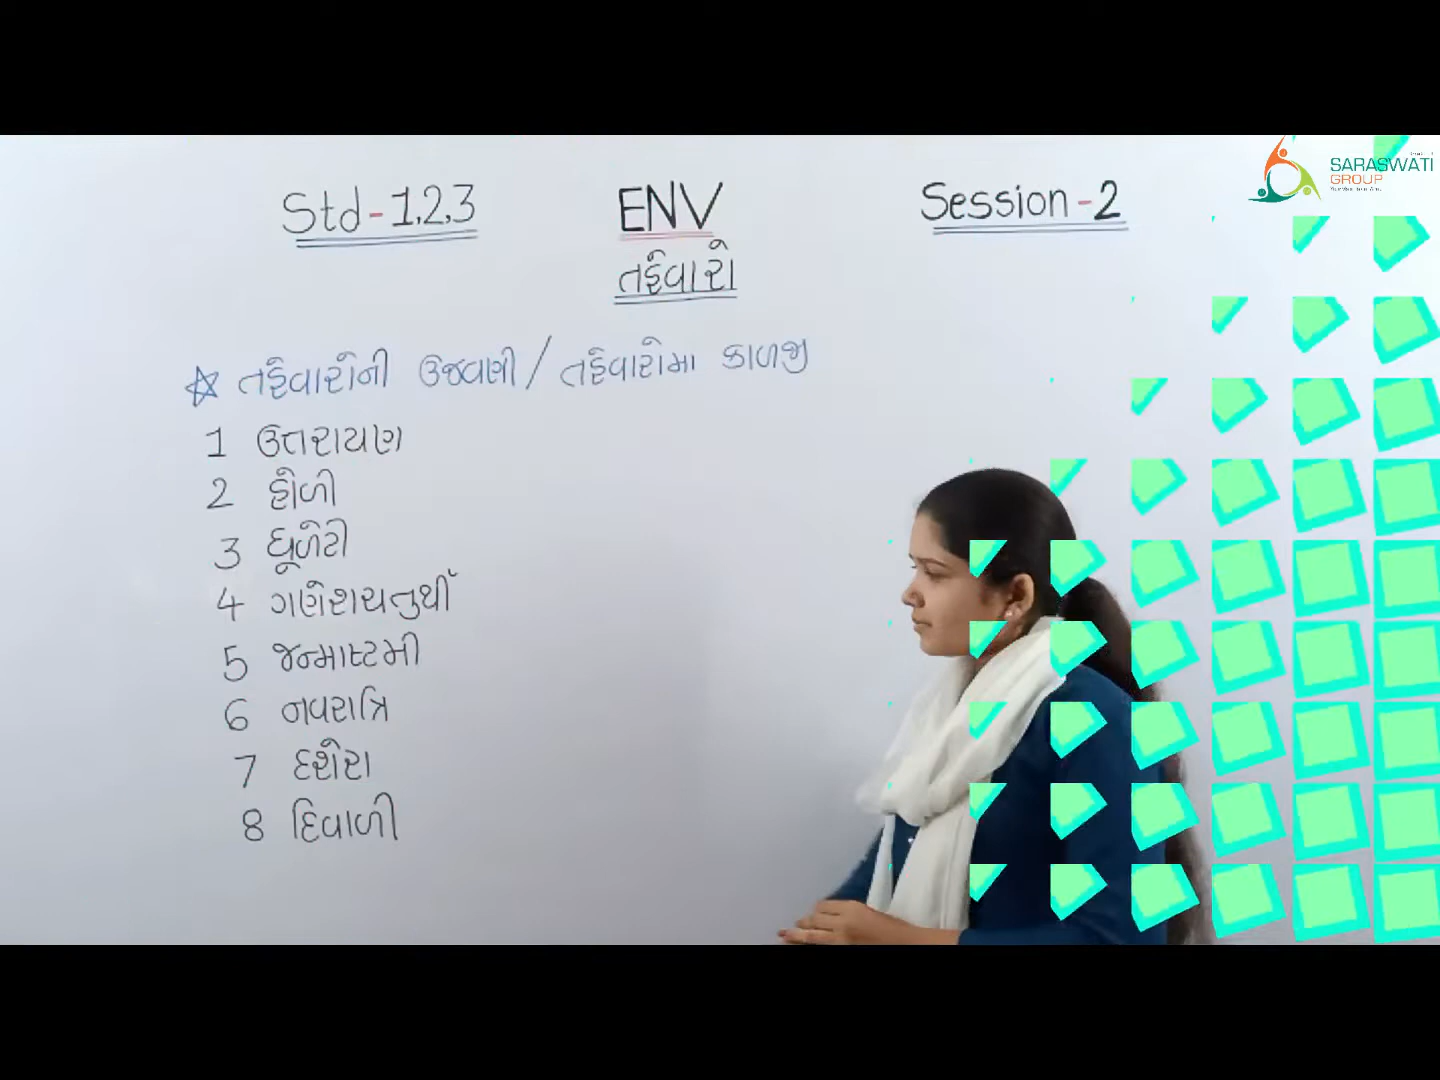 Std-1,2,3 ENV Session-2
તહેવારો
SARASWATI
GROUP
☆ તહેવારોની ઉજવણી / તહેવારોમા કાળજી
1 ઉતરાયણ
2 હોળી
3 ધૂળેટી
4 ગણેશચતુર્થી
5 જન્માષ્ટમી
6 નવરાત્રિ
7 દશેરા
8 દિવાળી